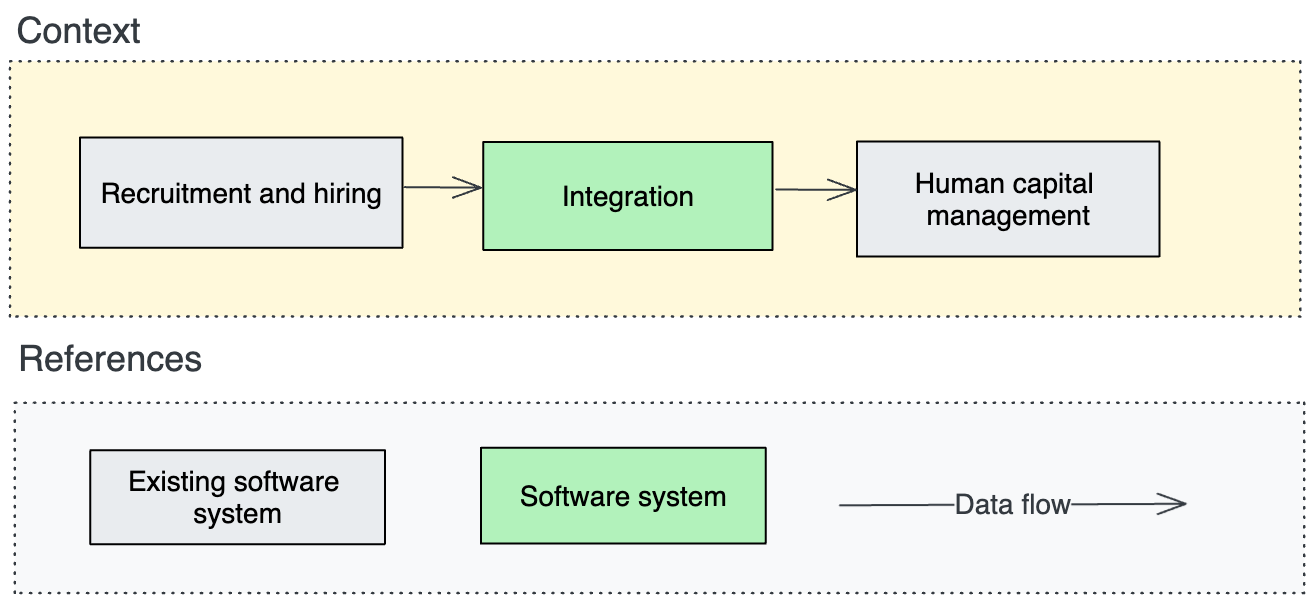 Context
Recruitment and hiring
Integration
Human capital
management
References
Existing software
system
Software system
Data flow